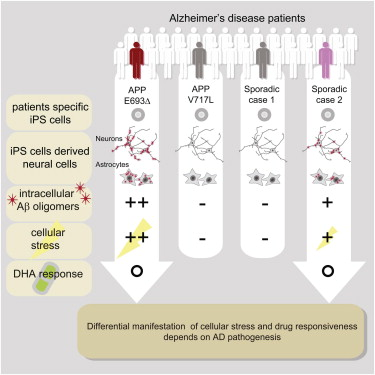 Alzheimer's disease patients
APP
E693Δ
APP
V717L
Sporadic
case 1
Sporadic
case 2
patients specific
iPS cells
iPS cells derived
neural cells
Neurons
Astrocytes
intracellular
Aβ oligomers
++
-
-
+
cellular
stress
++
-
-
+
DHA response
O
O
Differential manifestation of cellular stress and drug responsiveness
depends on AD pathogenesis